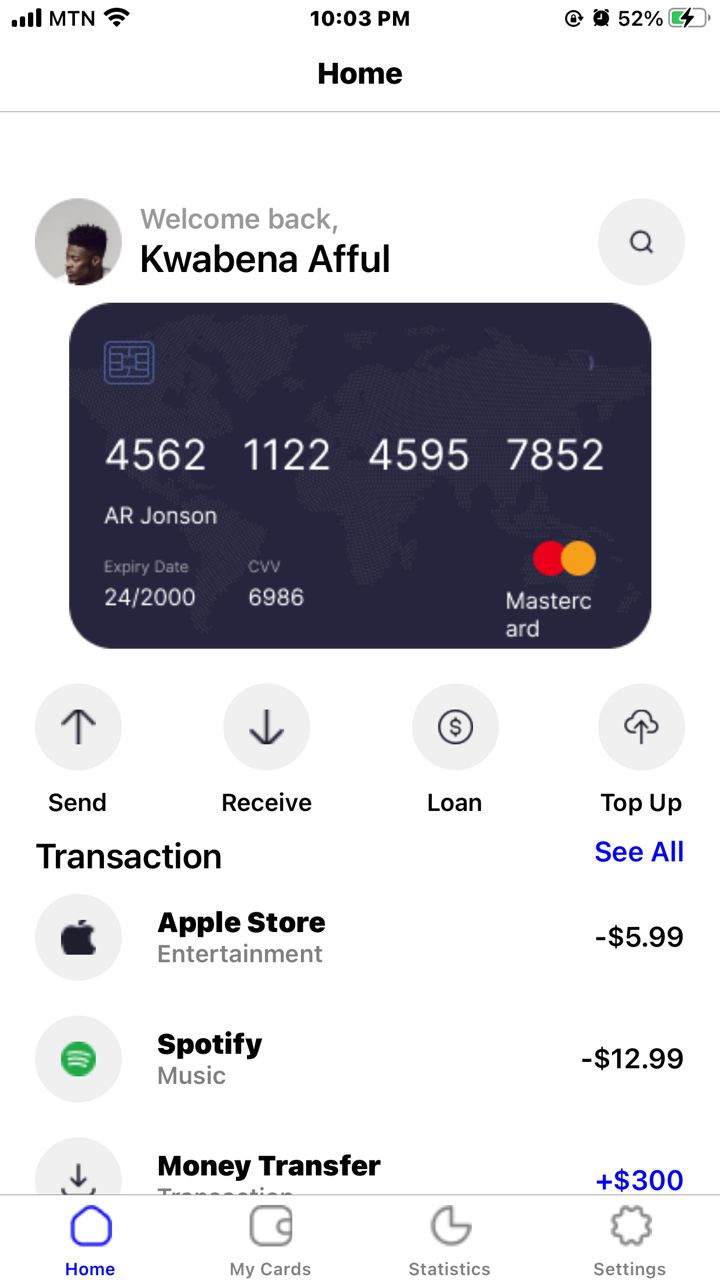 MTN 10:03 PM 52%
Home
Welcome back,
Kwabena Afful
4562 1122 4595 7852
AR Jonson
Expiry Date CVV
24/2000 6986
Masterc
ard
Send Receive Loan Top Up
Transaction See All
Apple Store -$5.99
Entertainment
Spotify -$12.99
Music
Money Transfer +$300
Transaction
Home My Cards Statistics Settings